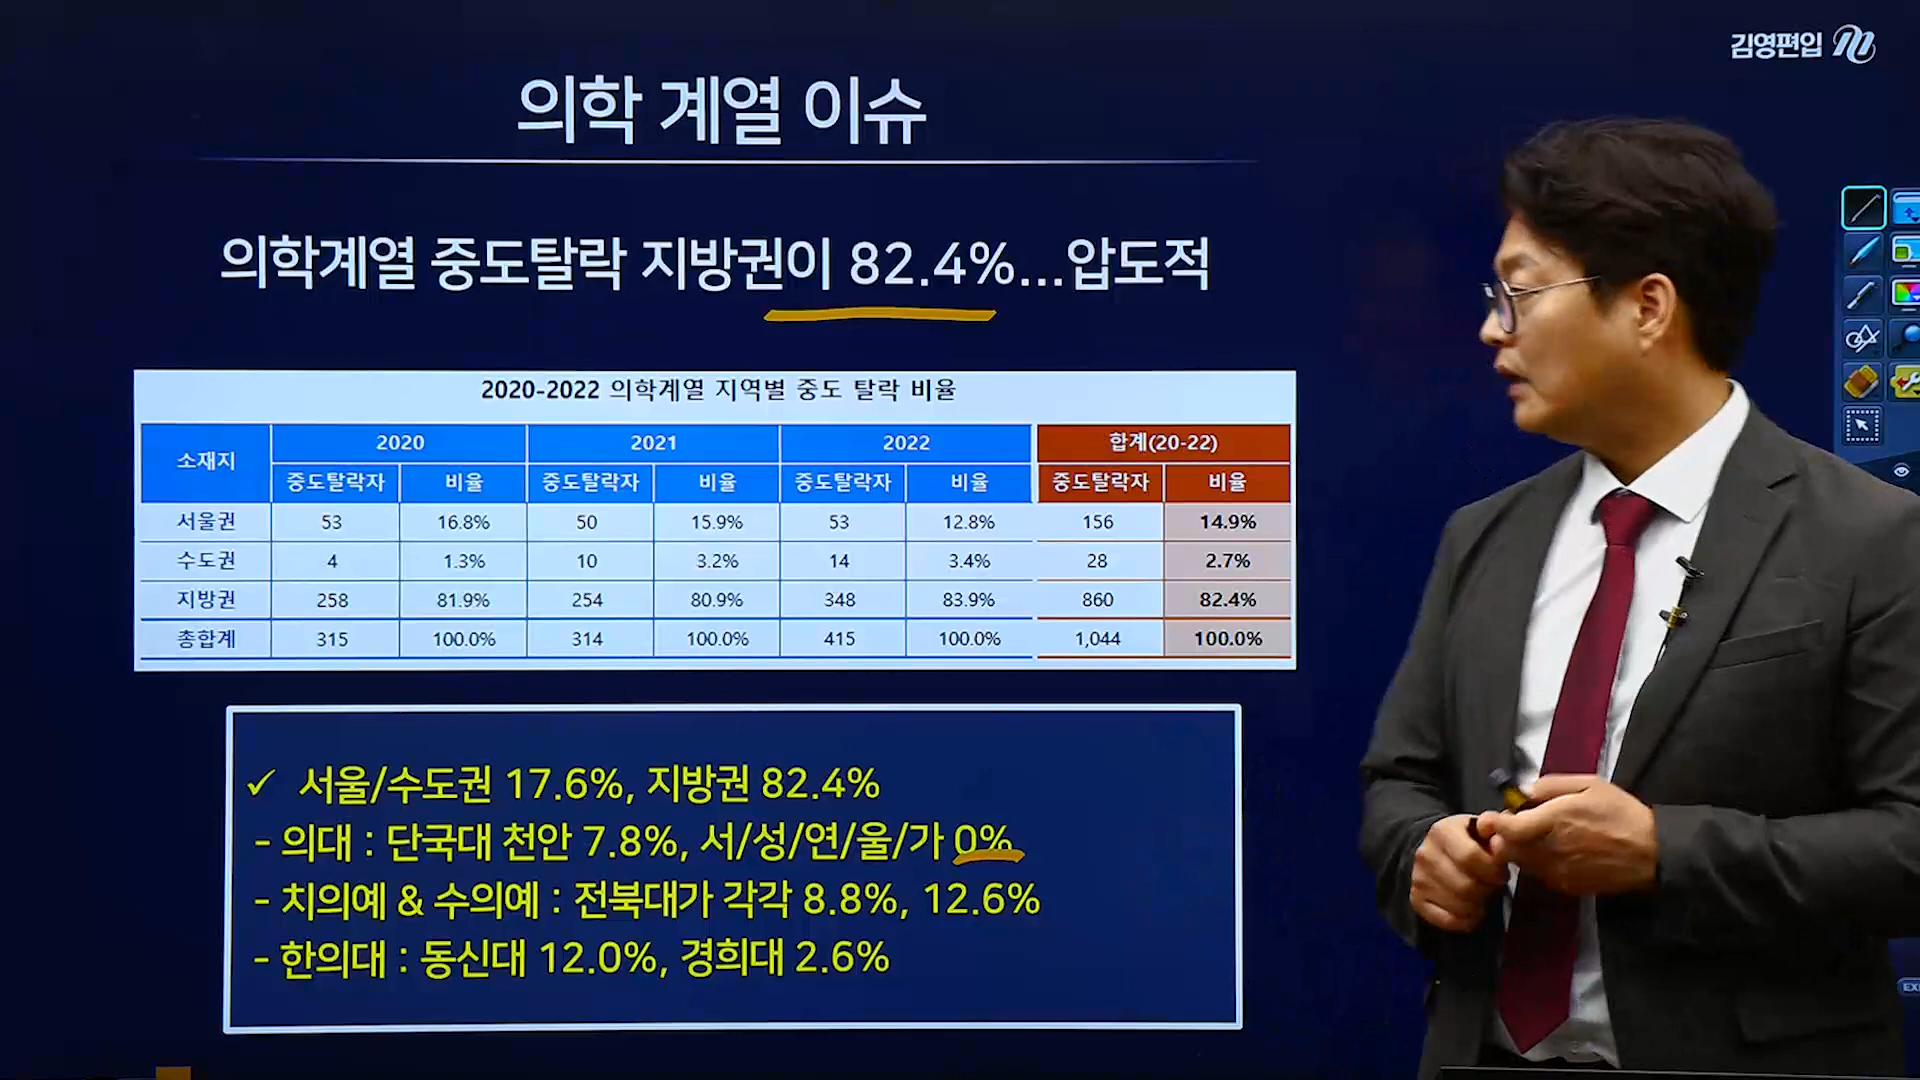 김영편입
의학 계열 이슈
의학계열 중도탈락 지방권이 82.4%...압도적
2020-2022 의학계열 지역별 중도 탈락 비율
소재지 2020 2021 2022 합계(20-22)
중도탈락자 비율 중도탈락자 비율 중도탈락자 비율 중도탈락자 비율
서울권 53 16.8% 50 15.9% 53 12.8% 156 14.9%
수도권 4 1.3% 10 3.2% 14 3.4% 28 2.7%
지방권 258 81.9% 254 80.9% 348 83.9% 860 82.4%
총합계 315 100.0% 314 100.0% 415 100.0% 1,044 100.0%
✓ 서울/수도권 17.6%, 지방권 82.4%
- 의대 : 단국대 천안 7.8%, 서/성/연/울/가 0%
- 치의예 & 수의예 : 전북대가 각각 8.8%, 12.6%
- 한의대 : 동신대 12.0%, 경희대 2.6%